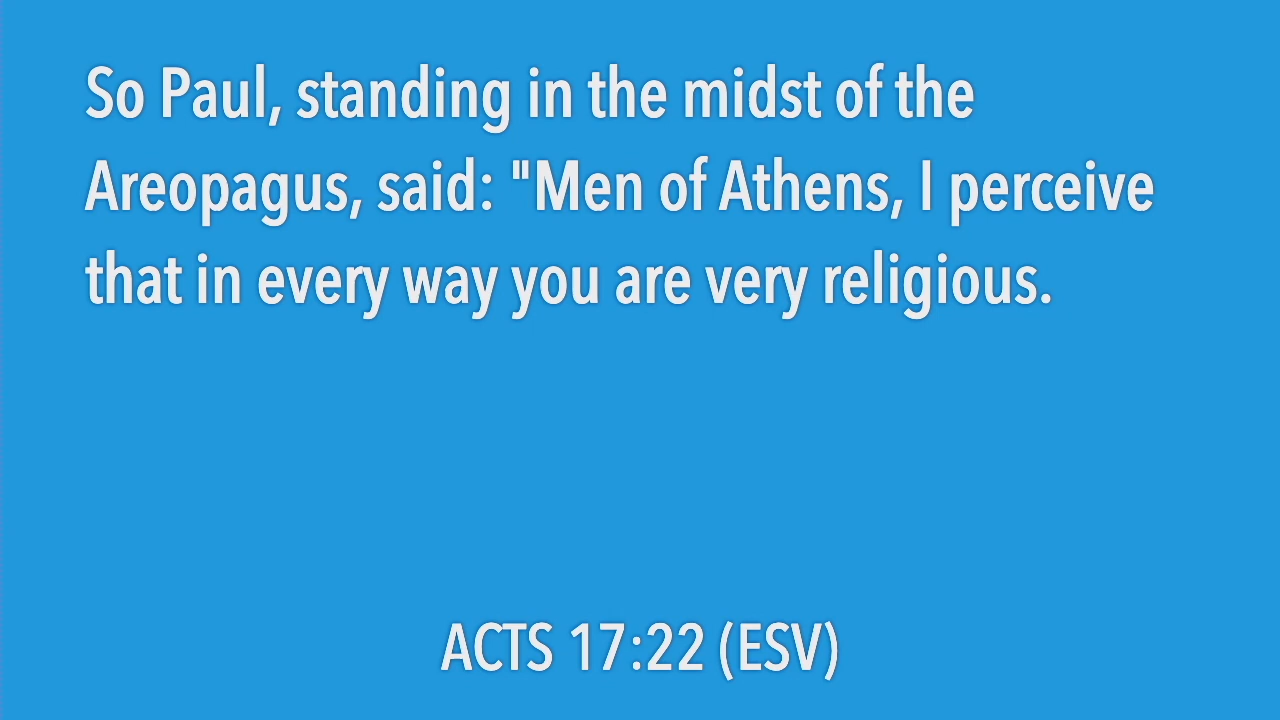 So Paul, standing in the midst of the
Areopagus, said: "Men of Athens, I perceive
that in every way you are very religious.
ACTS 17:22 (ESV)